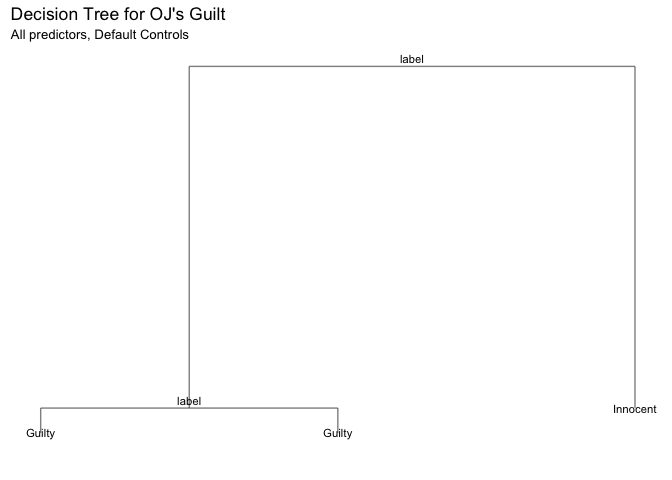 Decision Tree for OJ's Guilt
All predictors, Default Controls
label
label
Innocent
Guilty
Guilty